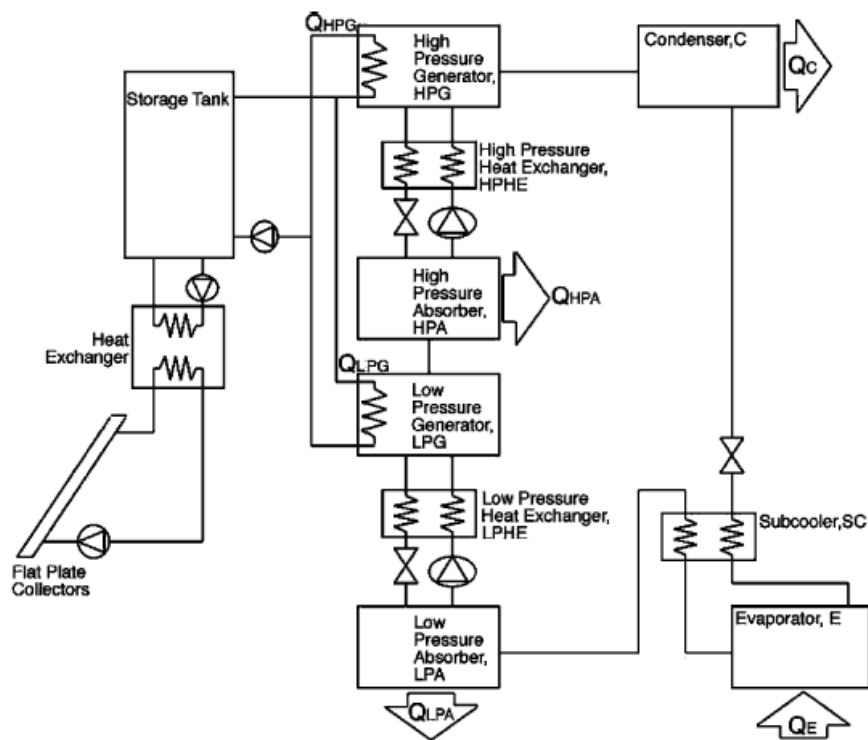 QHPG
High
Pressure
Generator,
HPG
Condenser,C
QC
Storage Tank
High Pressure
Heat Exchanger,
HPHE
High
Pressure
Absorber,
HPA
QHPA
Heat
Exchanger
QLPG
Low
Pressure
Generator,
LPG
Low Pressure
Heat Exchanger,
LPHE
Subcooler,SC
Flat Plate
Collectors
Low
Pressure
Absorber,
LPA
Evaporator, E
QLPA
QE